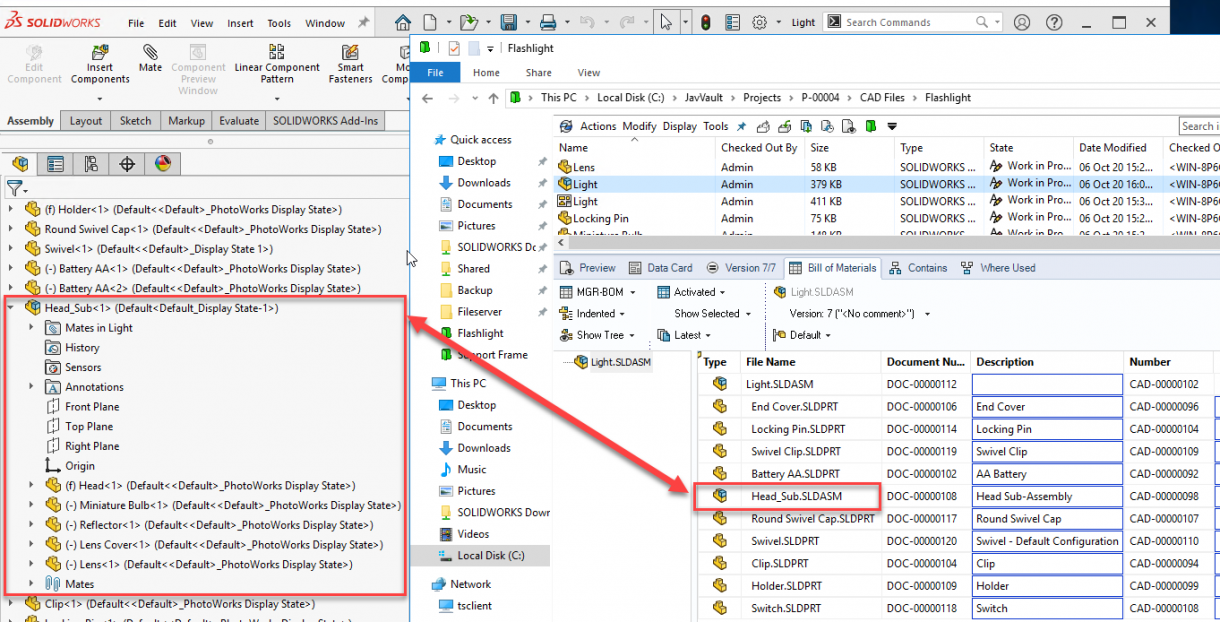 SOLIDWORKS File Edit View Insert Tools Window Light Search Commands
Edit Component
Insert Components
Mate
Component Preview Window
Linear Component Pattern
Smart Fasteners
Assembly Layout Sketch Markup Evaluate SOLIDWORKS Add-Ins
(f) Holder<1> (Default<<Default>_PhotoWorks Display State>)
Round Swivel Cap<1> (Default<<Default>_PhotoWorks Display State>)
Swivel<1> (Default<Default_Display State 1>)
(-) Battery AA<1> (Default<<Default>_PhotoWorks Display State>)
(-) Battery AA<2> (Default<<Default>_PhotoWorks Display State>)
Head_Sub<1> (Default<Default_Display State-1>)
Mates in Light
History
Sensors
Annotations
Front Plane
Top Plane
Right Plane
Origin
(f) Head<1> (Default<<Default>_PhotoWorks Display State>)
(-) Miniature Bulb<1> (Default<<Default>_PhotoWorks Display State>)
(-) Reflector<1> (Default<<Default>_PhotoWorks Display State>)
(-) Lens Cover<1> (Default<<Default>_PhotoWorks Display State>)
(-) Lens<1> (Default<<Default>_PhotoWorks Display State>)
Mates
Clip<1> (Default<<Default>_PhotoWorks Display State>)
Flashlight
File Home Share View
This PC > Local Disk (C:) > JavVault > Projects > P-00004 > CAD Files > Flashlight
Quick access
Desktop
Downloads
Documents
Pictures
SOLIDWORKS Dc
Shared
Backup
Fileserver
Flashlight
Support Frame
This PC
Desktop
Documents
Downloads
Music
Pictures
SOLIDWORKS Dowr
Videos
Local Disk (C:)
Network
tsclient
Actions Modify Display Tools Search i
Name Checked Out By Size Type State Date Modified Checked O
Lens Admin 58 KB SOLIDWORKS ... Work in Pro... 06 Oct 20 15:2... <WIN-8P6
Light Admin 379 KB SOLIDWORKS ... Work in Pro... 06 Oct 20 16:0... <WIN-8P6
Light Admin 411 KB SOLIDWORKS ... Work in Pro... 06 Oct 20 15:3... <WIN-8P6
Locking Pin Admin 75 KB SOLIDWORKS ... Work in Pro... 06 Oct 20 15:2... <WIN-8P6
Preview Data Card Version 7/7 Bill of Materials Contains Where Used
MGR-BOM Activated Light.SLDASM
Indented Show Selected Version: 7 ("<No comment>")
Show Tree Latest Default
Light.SLDASM
Type File Name Document Nu... Description Number
Light.SLDASM DOC-00000112 CAD-00000102
End Cover.SLDPRT DOC-00000106 End Cover CAD-00000096
Locking Pin.SLDPRT DOC-00000114 Locking Pin CAD-00000104
Swivel Clip.SLDPRT DOC-00000119 Swivel Clip CAD-00000109
Battery AA.SLDPRT DOC-00000102 AA Battery CAD-00000092
Head_Sub.SLDASM DOC-00000108 Head Sub-Assembly CAD-00000098
Round Swivel Cap.SLDPRT DOC-00000117 Round Swivel Cap CAD-00000107
Swivel.SLDPRT DOC-00000120 Swivel - Default Configuration CAD-00000110
Clip.SLDPRT DOC-00000104 Clip CAD-00000094
Holder.SLDPRT DOC-00000109 Holder CAD-00000099
Switch.SLDPRT DOC-00000118 Switch CAD-00000108